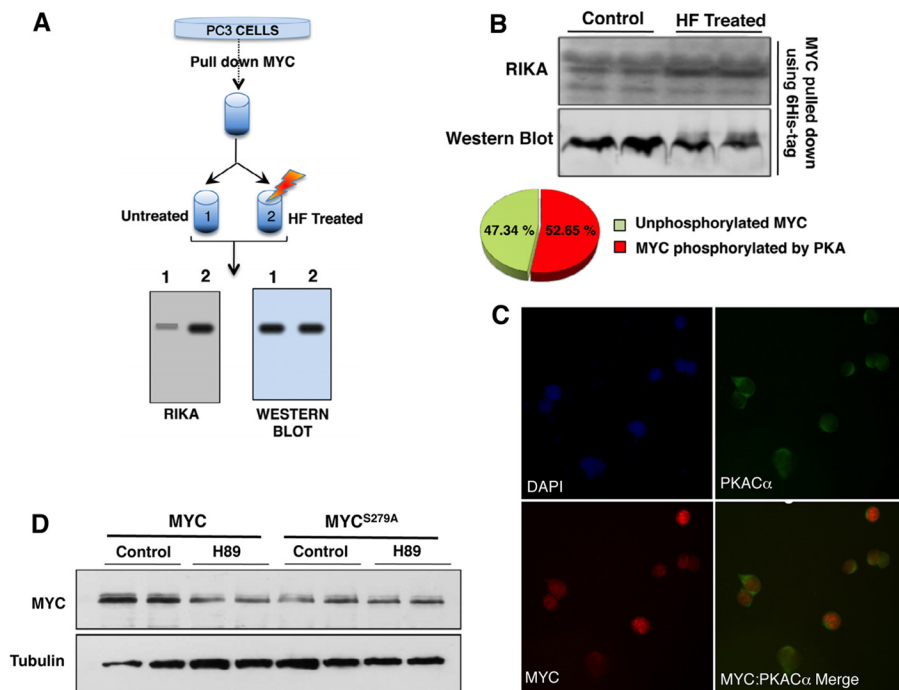 A
PC3 CELLS
Pull down MYC
Untreated
1
2
HF Treated
1 2
1 2
RIKA
WESTERN
BLOT
B
Control HF Treated
RIKA
Western Blot
MYC pulled down
using 6His-tag
47.34 %
52.65 %
Unphosphorylated MYC
MYC phosphorylated by PKA
C
DAPI
PKACα
MYC
MYC:PKACα Merge
D
MYC MYCS279A
Control H89 Control H89
MYC
Tubulin